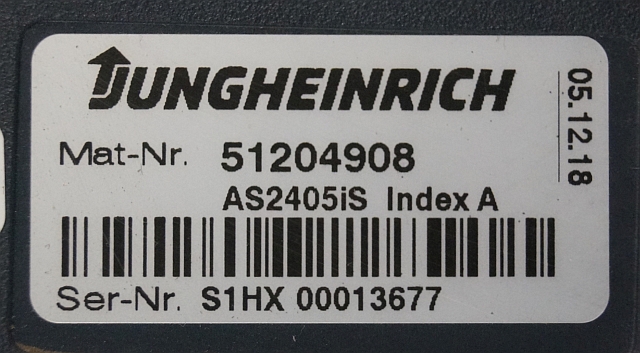 JUNGHEINRICH
05.12.18
Mat-Nr. 51204908
AS2405iS Index A
Ser-Nr. S1HX 00013677